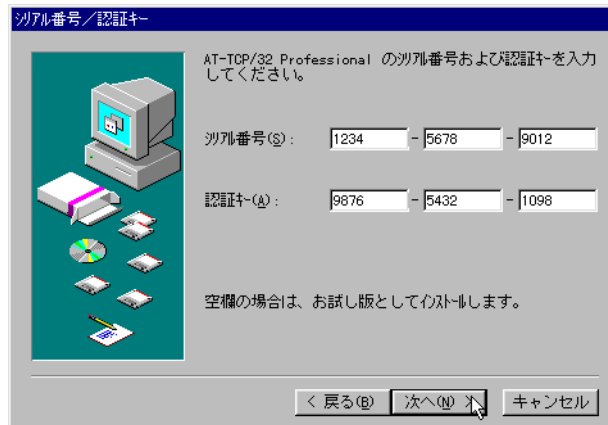 ｼﾘｱﾙ番号／認証ｷｰ
AT-TCP/32 Professional のｼﾘｱﾙ番号および認証ｷｰを入力
してください。
ｼﾘｱﾙ番号(S)： 1234 - 5678 - 9012
認証ｷｰ(A)： 9876 - 5432 - 1098
空欄の場合は、お試し版としてｲﾝｽﾄｰﾙします。
< 戻る(B) 次へ(N) > キャンセル